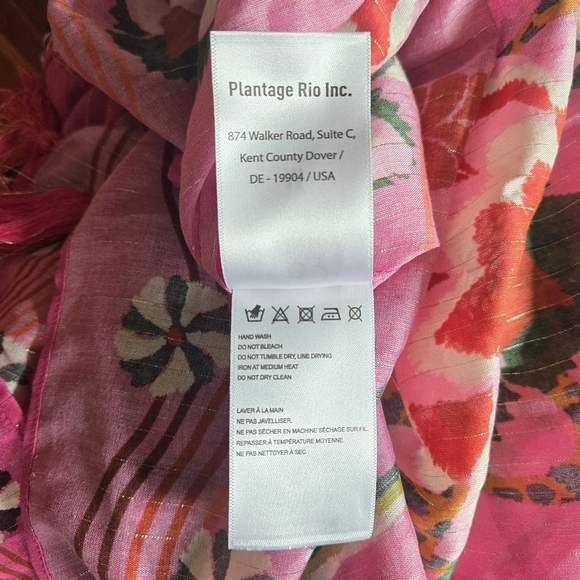 Plantage Rio Inc.
874 Walker Road, Suite C,
Kent County Dover /
DE - 19904 / USA
HAND WASH
DO NOT BLEACH
DO NOT TUMBLE DRY, LINE DRYING
IRON AT MEDIUM HEAT
DO NOT DRY CLEAN
LAVER À LA MAIN
NE PAS JAVELLISER.
NE PAS SÉCHER EN MACHINE SÉCHAGE SUR FIL.
REPASSER À TEMPÉRATURE MOYENNE.
NE PAS NETTOYER À SEC